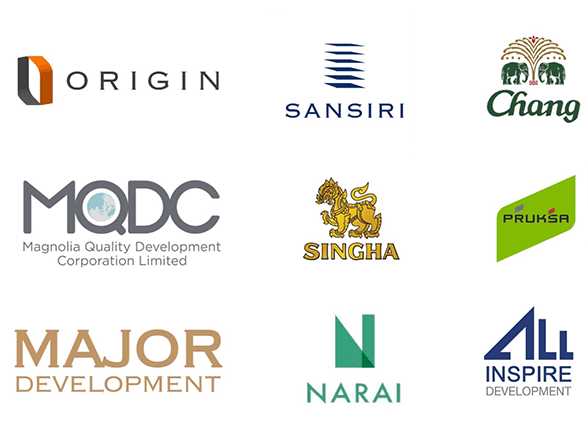 ORIGIN
SANSIRI
Chang
MQDC
Magnolia Quality Development
Corporation Limited
SINGHA
PRUKSA
MAJOR
DEVELOPMENT
NARAI
ALL
INSPIRE
DEVELOPMENT